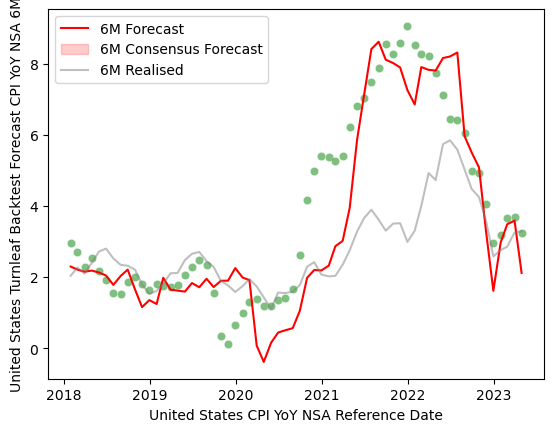 6M Forecast
6M Consensus Forecast
6M Realised
United States Turnleaf Backtest Forecast CPI YoY NSA 6M
8
6
4
2
0
2018 2019 2020 2021 2022 2023
United States CPI YoY NSA Reference Date